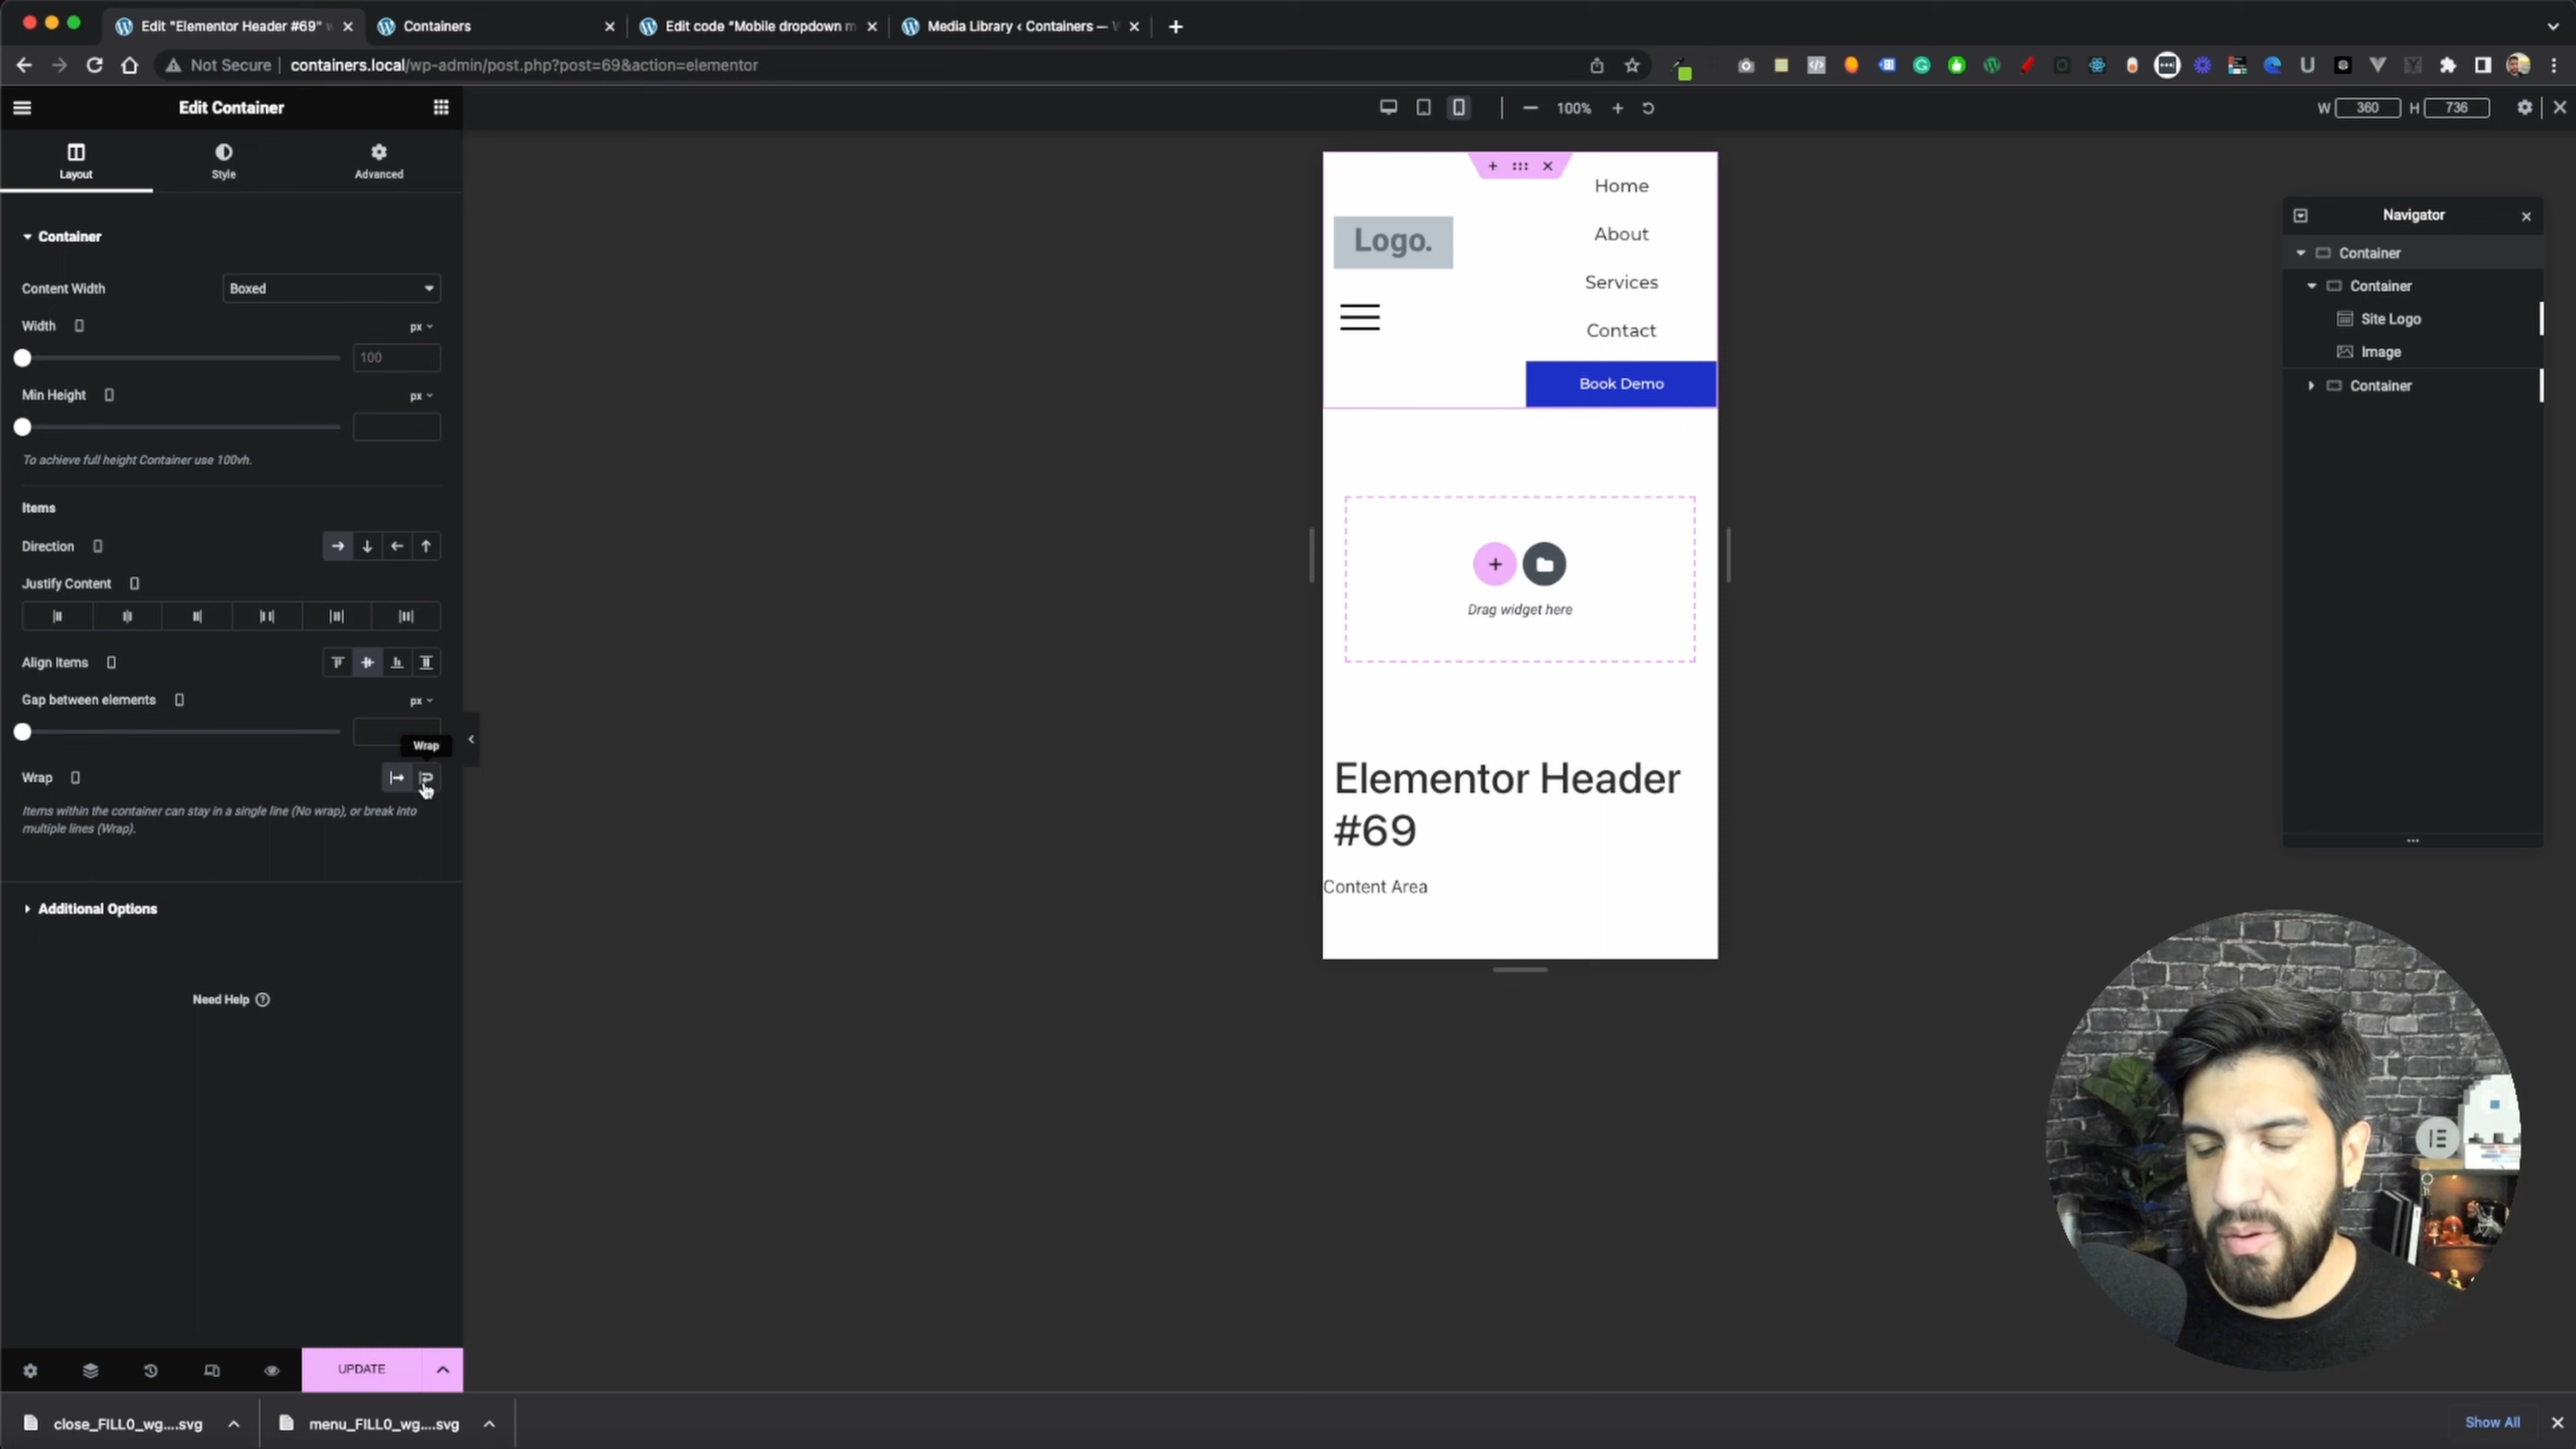 Edit "Elementor Header #69" w
Containers
Edit code "Mobile dropdown m
Media Library ‹ Containers — W
Not Secure
containers.local/wp-admin/post.php?post=69&action=elementor
Edit Container
100%
W 360 H 736
Layout
Style
Advanced
Container
Content Width
Boxed
Width
px
100
Min Height
px
To achieve full height Container use 100vh.
Items
Direction
Justify Content
Align Items
Gap between elements
px
Wrap
Wrap
Items within the container can stay in a single line (No wrap), or break into
multiple lines (Wrap).
Additional Options
Need Help
UPDATE
Home
About
Services
Contact
Book Demo
Logo.
Drag widget here
Elementor Header
#69
Content Area
Navigator
Container
Container
Site Logo
Image
Container
close_FILL0_wg....svg
menu_FILL0_wg....svg
Show All